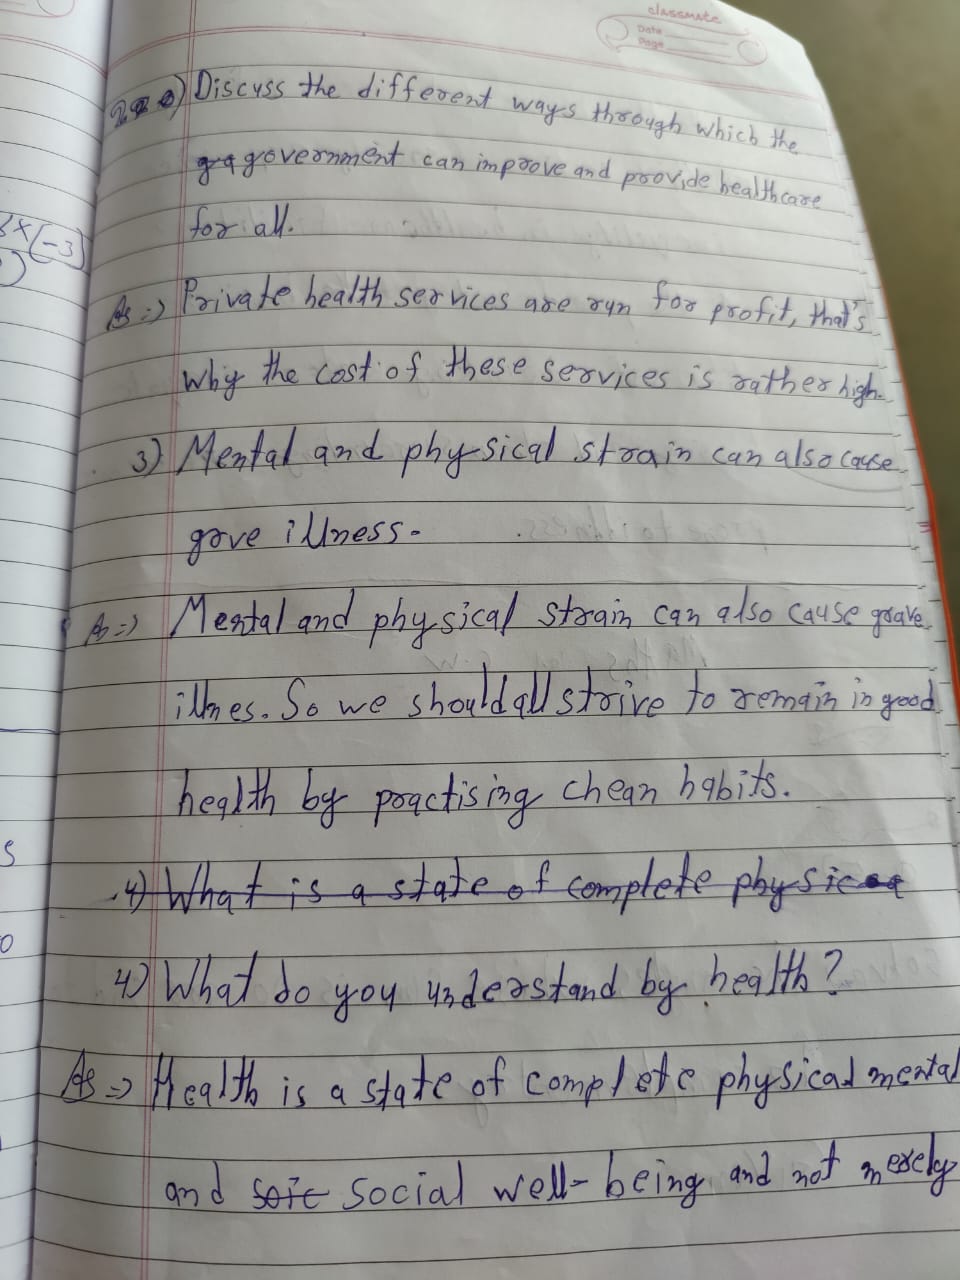 classmate
Date
Page
Discuss the different ways through which the
government can improve and provide healthcare
for all.
As => Private health services are run for profit, that's
why the cost of these services is rather high.
3) Mental and physical strain can also cause
grve illness.
As => Mental and physical strain can also cause grave
illnes. So we should all strive to remain in good
health by practising chean habits.
4) What is a state of complete physica
4) What do you understand by health?
As => Health is a state of complete physical mental
and soic social well-being and not merely
x(-3)